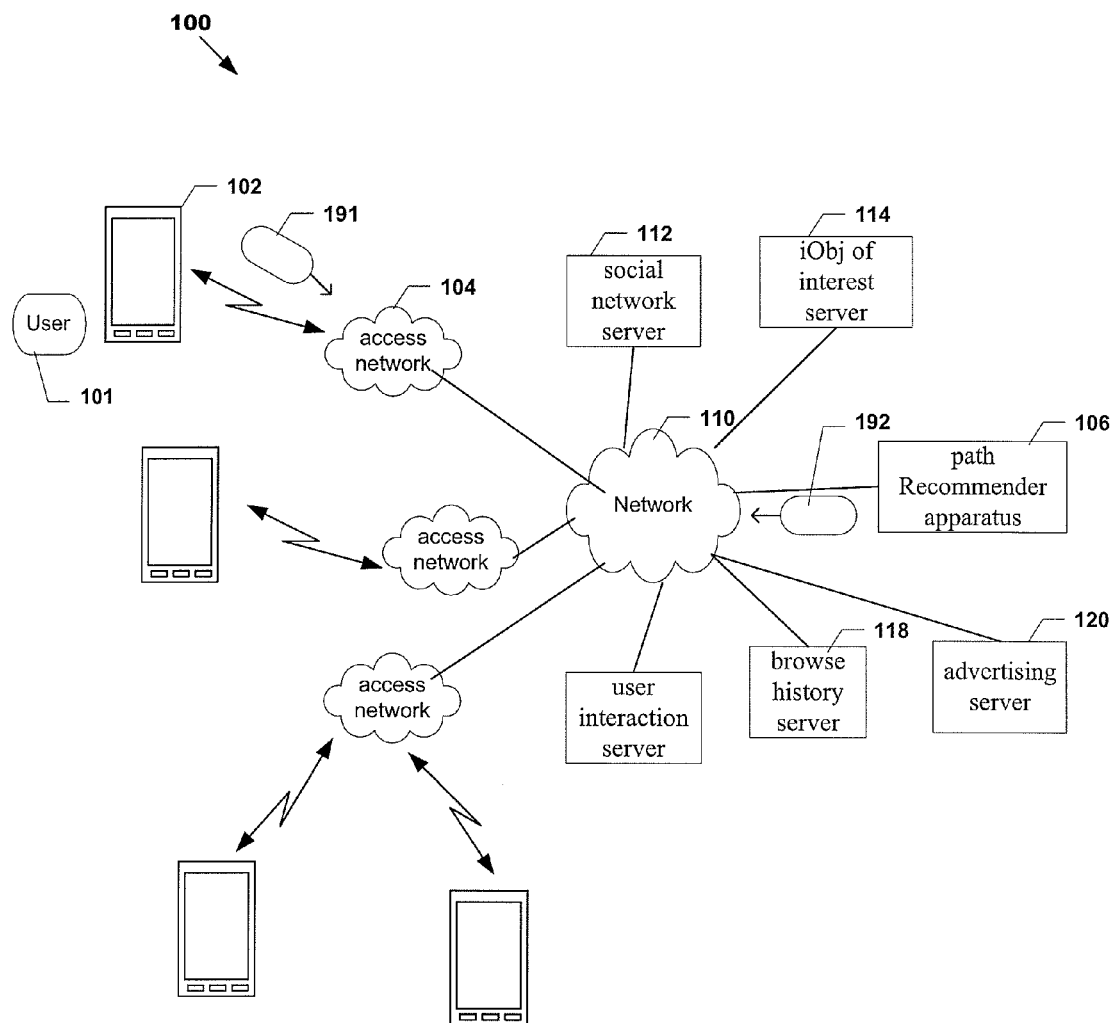 100
102
191
112
114
social
network
server
iObj of
interest
server
104
User
access
network
101
110
192
106
path
Recommender
apparatus
Network
access
network
118
120
access
network
user
interaction
server
browse
history
server
advertising
server